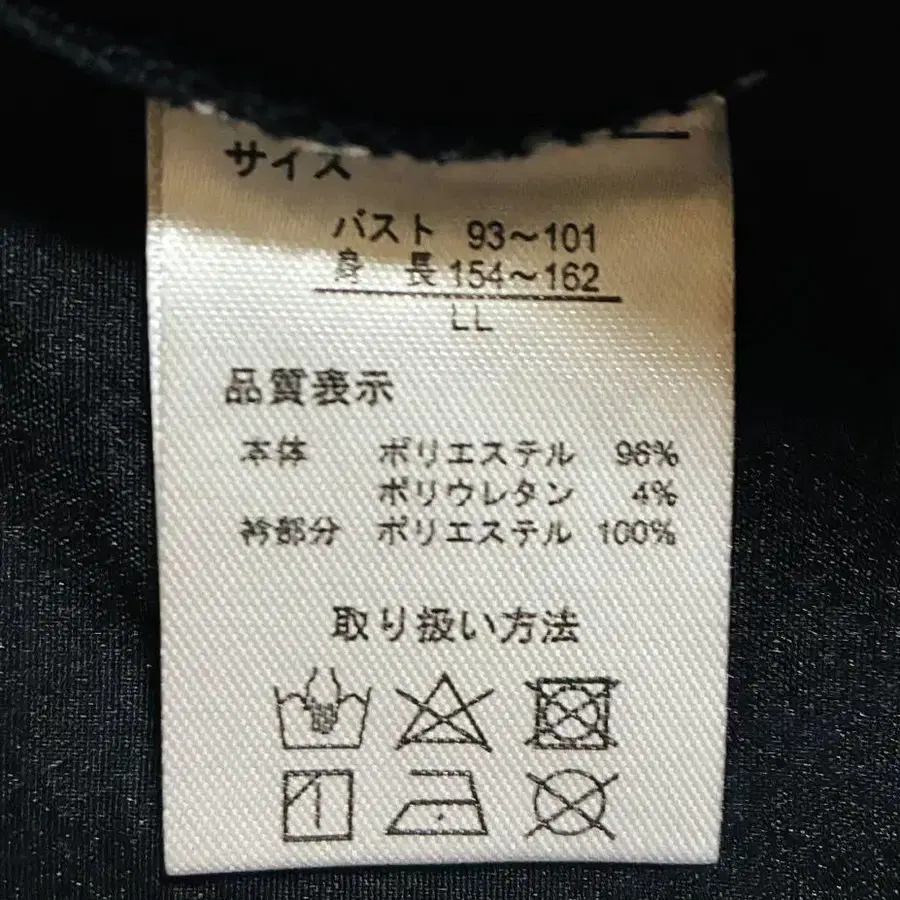 サイズ
バスト 93～101
身 長 154～162
LL
品質表示
本体 ポリエステル 96%
ポリウレタン 4%
衿部分 ポリエステル 100%
取り扱い方法